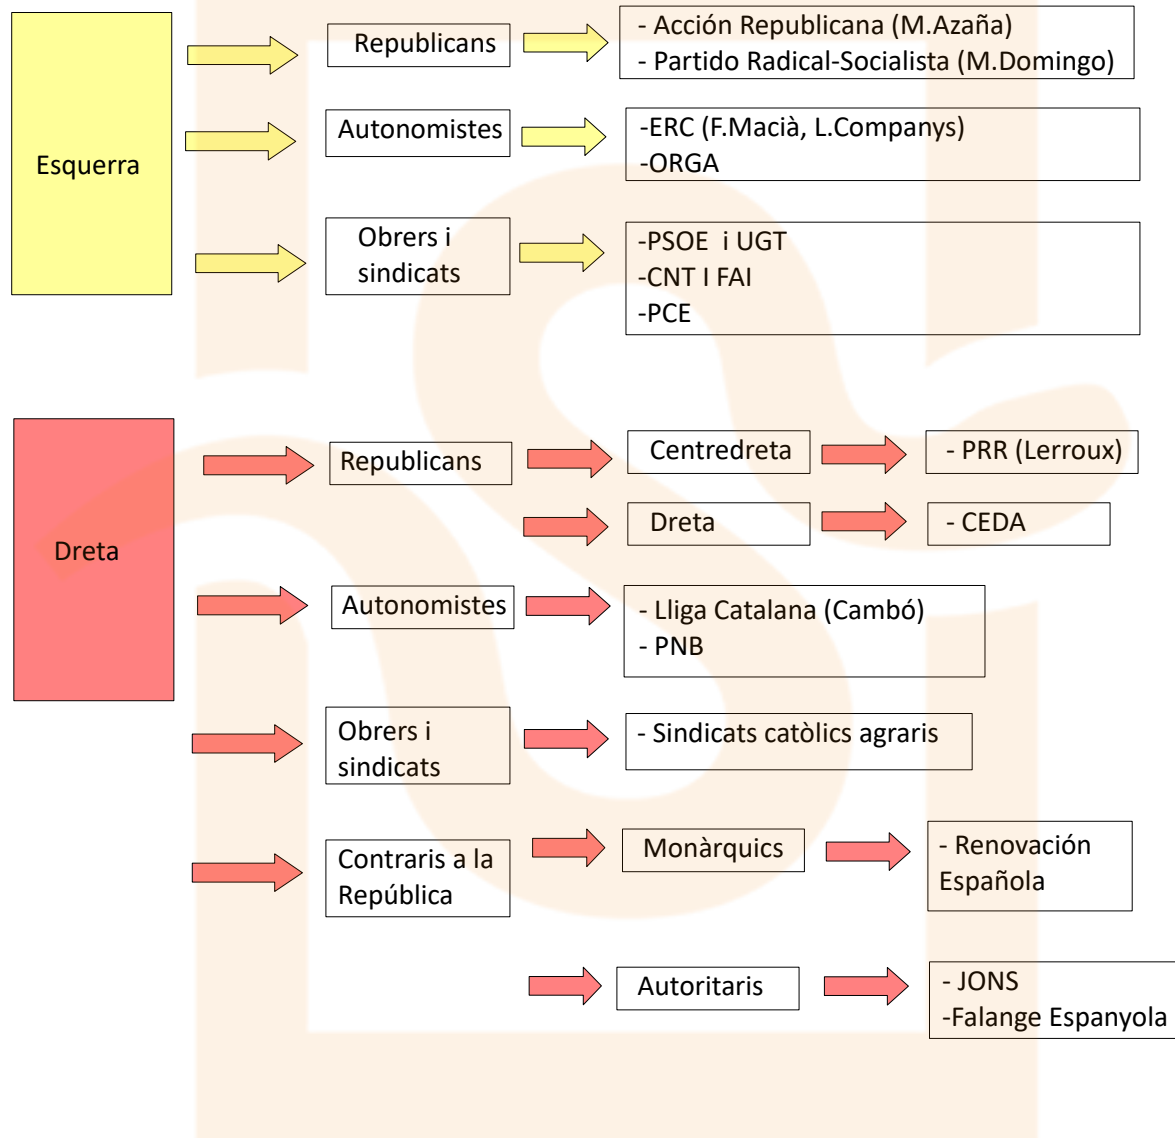 Esquerra
Republicans
- Acción Republicana (M.Azaña)
- Partido Radical-Socialista (M.Domingo)
Autonomistes
-ERC (F.Macià, L.Companys)
-ORGA
Obrers i
sindicats
-PSOE  i UGT
-CNT I FAI
-PCE
Dreta
Republicans
Centredreta
- PRR (Lerroux)
Dreta
- CEDA
Autonomistes
- Lliga Catalana (Cambó)
- PNB
Obrers i
sindicats
- Sindicats catòlics agraris
Contraris a la
República
Monàrquics
- Renovación
Española
Autoritaris
- JONS
-Falange Espanyola